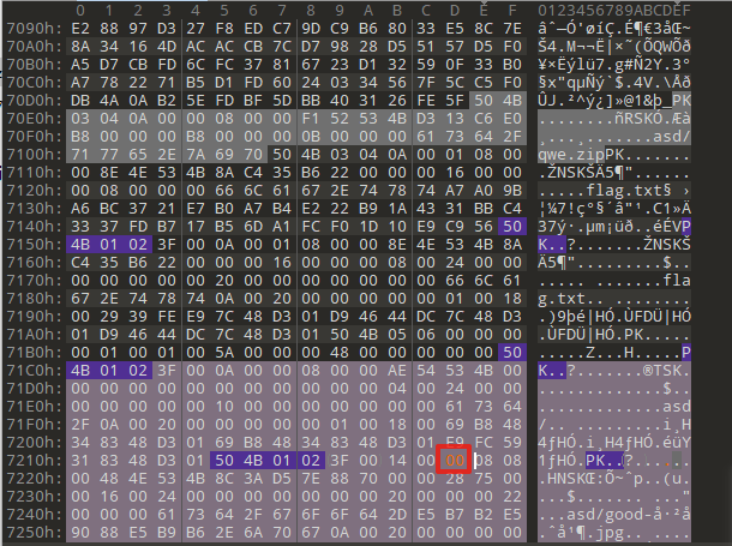 0 1 2 3 4 5 6 7 8 9 A B C D E F 0123456789ABCDEF
7090h: E2 88 97 D3 27 F8 ED C7 9D C9 B6 80 33 E5 8C 7E âˆ—Ó'øíÇ.É¶€3åŒ~
70A0h: 8A 34 16 4D AC AC CB 7C D7 98 28 D5 51 57 D5 F0 Š4.M¬¬Ë|×˜(ÕQWÕð
70B0h: A5 D7 CB FD 6C FC 37 81 67 23 D1 32 59 0F 33 B0 ¥×Ëýlü7.g#Ñ2Y.3°
70C0h: A7 78 22 71 B5 D1 FD 60 24 03 34 56 7F 5C C5 F0 §x"qµÑý`$.4V.\Åð
70D0h: DB 4A 0A B2 5E FD BF 5D BB 40 31 26 FE 5F 50 4B ÛJ.²^ý¿]»@1&þ_PK
70E0h: 03 04 0A 00 00 08 00 00 F1 52 53 4B D3 13 C6 E0 ........ñRSKÓ.Æà
70F0h: B8 00 00 00 B8 00 00 00 0B 00 00 00 61 73 64 2F ¸...¸.......asd/
7100h: 71 77 65 2E 7A 69 70 50 4B 03 04 0A 00 01 08 00 qwe.zipPK.......
7110h: 00 8E 4E 53 4B 8A C4 35 B6 22 00 00 00 16 00 00 .ŽNSKŠÄ5¶"......
7120h: 00 08 00 00 00 66 6C 61 67 2E 74 78 74 A7 A0 9B .....flag.txt§ ›
7130h: A6 BC 37 21 E7 B0 A7 B4 E2 22 B9 1A 43 31 BB C4 ¦¼7!ç°§´â"¹.C1»Ä
7140h: 33 37 FD B7 17 B5 6D A1 FC F0 1D 10 E9 C9 56 50 37ý·.µm¡üð..éÉVP
7150h: 4B 01 02 3F 00 0A 00 01 08 00 00 8E 4E 53 4B 8A K..?.......ŽNSKŠ
7160h: C4 35 B6 22 00 00 00 16 00 00 00 08 00 24 00 00 Ä5¶".........$..
7170h: 00 00 00 00 00 20 00 00 00 00 00 00 00 66 6C 61 ..... .......fla
7180h: 67 2E 74 78 74 0A 00 20 00 00 00 00 00 01 00 18 g.txt.. ........
7190h: 00 29 39 FE E9 7C 48 D3 01 D9 46 44 DC 7C 48 D3 .)9þé|HÓ.ÙFDÜ|HÓ
71A0h: 01 D9 46 44 DC 7C 48 D3 01 50 4B 05 06 00 00 00 .ÙFDÜ|HÓ.PK.....
71B0h: 00 01 00 01 00 5A 00 00 00 48 00 00 00 00 00 50 .....Z...H.....P
71C0h: 4B 01 02 3F 00 0A 00 00 08 00 00 AE 54 53 4B 00 K..?.......®TSK.
71D0h: 00 00 00 00 00 00 00 00 00 00 00 04 00 24 00 00 .............$..
71E0h: 00 00 00 00 00 10 00 00 00 00 00 00 00 61 73 64 .............asd
71F0h: 2F 0A 00 20 00 00 00 00 00 01 00 18 00 69 B8 48 /.. .........i¸H
7200h: 34 83 48 D3 01 69 B8 48 34 83 48 D3 01 E9 FC 59 4ƒHÓ.i¸H4ƒHÓ.éüY
7210h: 31 83 48 D3 01 50 4B 01 02 3F 00 14 00 00 08 08 1ƒHÓ.PK..?......
7220h: 00 48 4E 53 4B 8C 3A D5 7E 88 70 00 00 28 75 00 .HNSKŒ:Õ~ˆp..(u.
7230h: 00 16 00 24 00 00 00 00 00 00 00 20 00 00 00 22 ...$....... ..."
7240h: 00 00 00 61 73 64 2F 67 6F 6F 64 2D E5 B7 B2 E5 ...asd/good-å·²å
7250h: 90 88 E5 B9 B6 2E 6A 70 67 0A 00 20 00 00 00 00 .ˆå¹¶.jpg.. ....